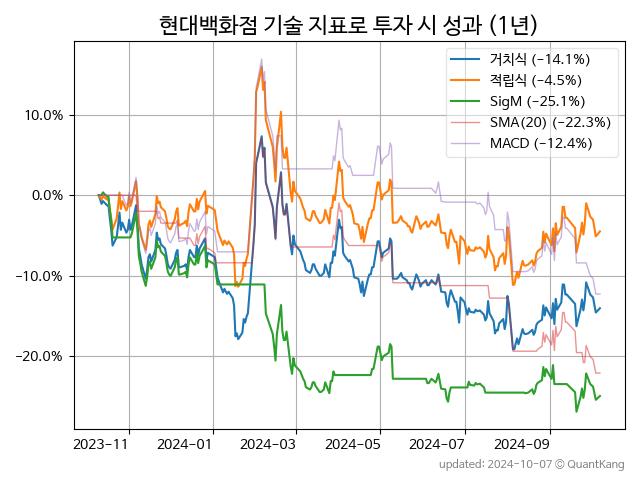 현대백화점 기술 지표로 투자 시 성과 (1년)
거치식 (−14.1%)
적립식 (−4.5%)
SigM (−25.1%)
SMA(20) (−22.3%)
MACD (−12.4%)
10.0%
0.0%
−10.0%
−20.0%
2023-11 2024-01 2024-03 2024-05 2024-07 2024-09
updated: 2024-10-07 © QuantKang